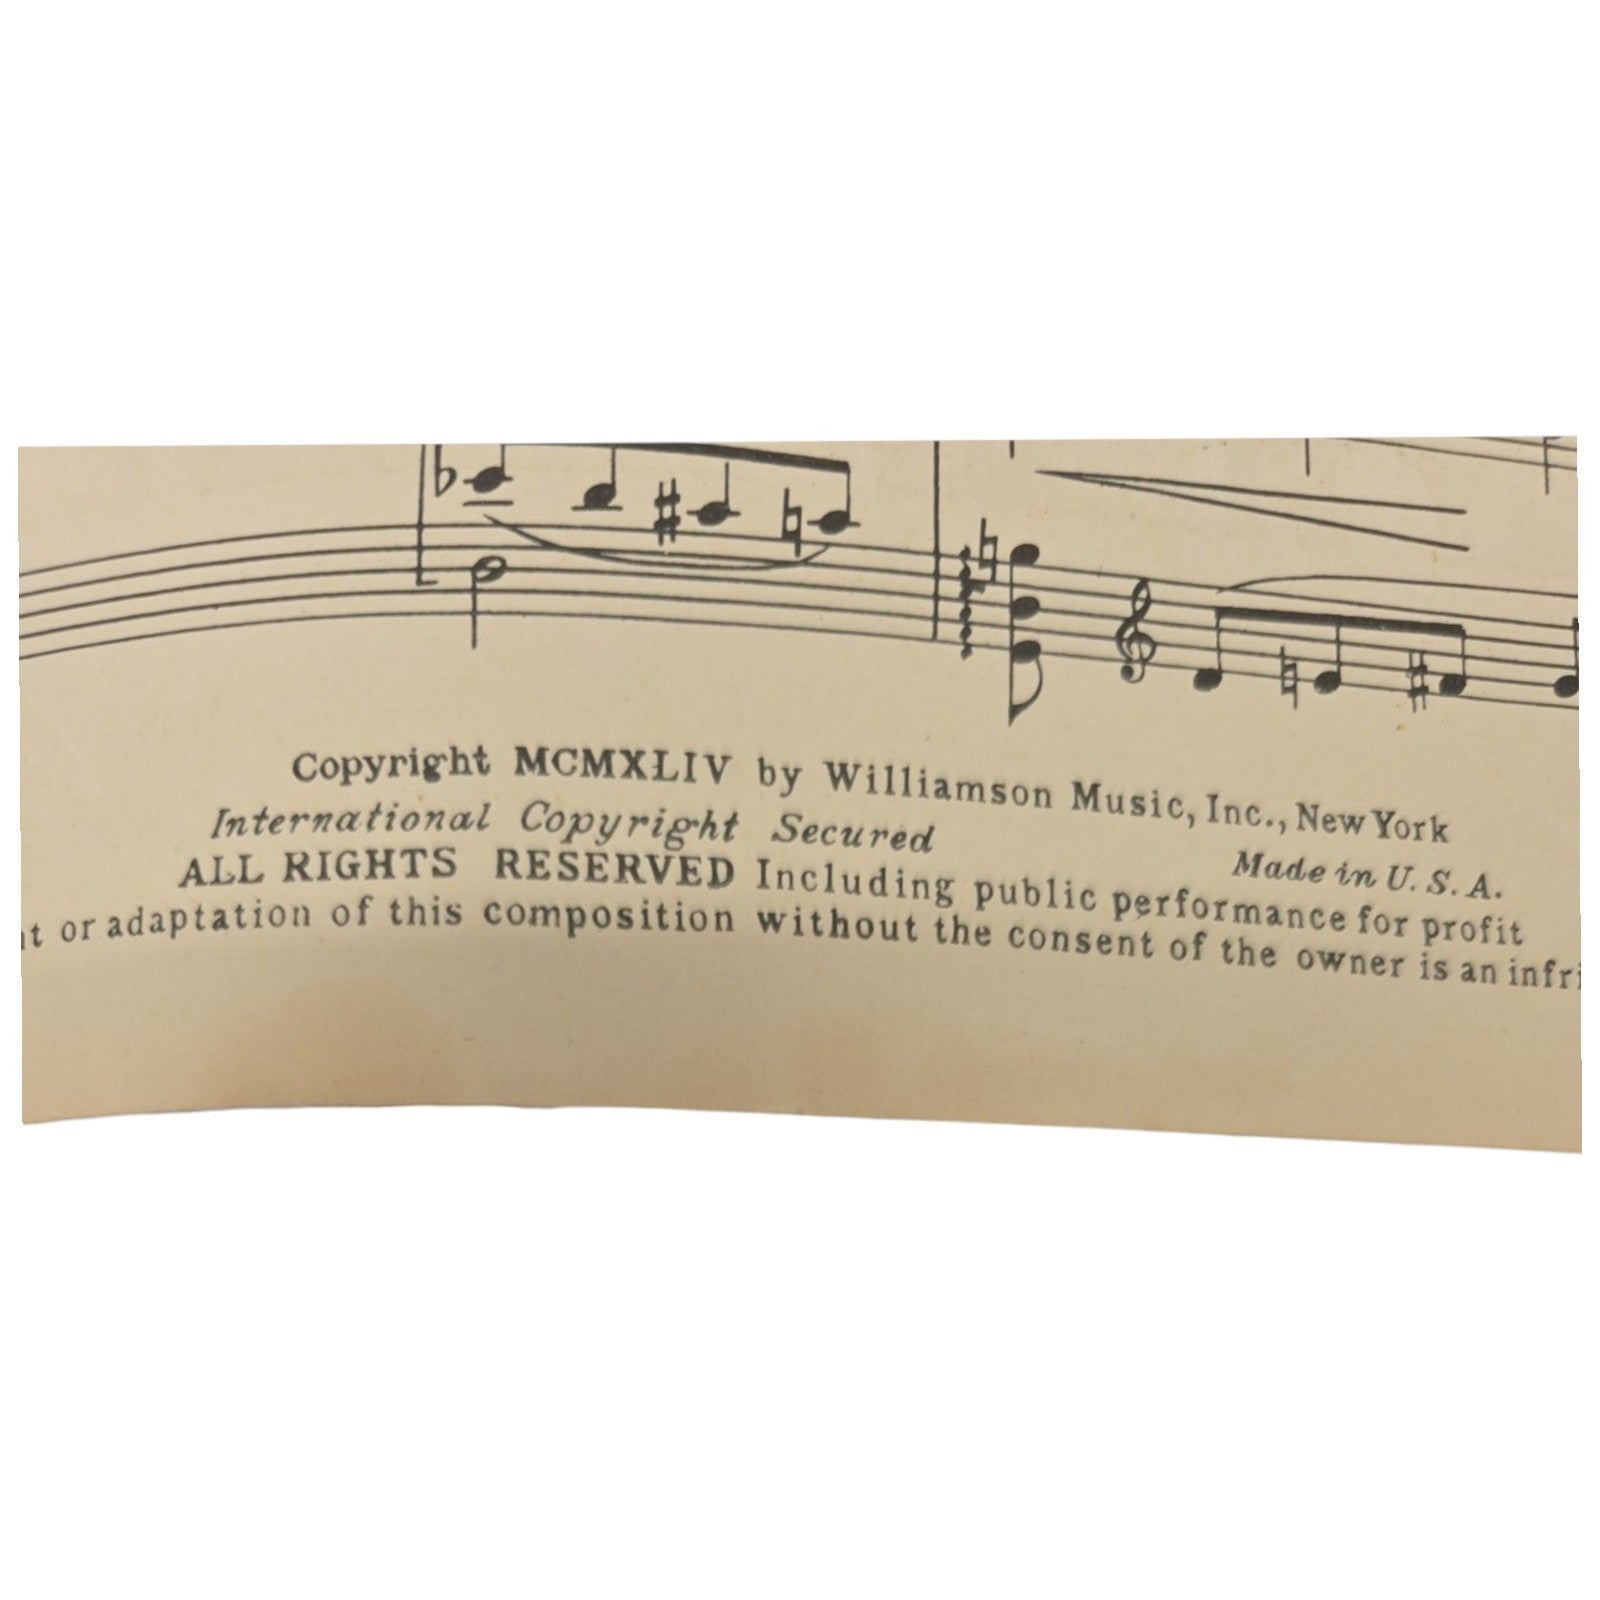 Copyright MCMXLIV by Williamson Music, Inc., New York
International Copyright Secured
Made in U. S. A.
ALL RIGHTS RESERVED Including public performance for profit
or adaptation of this composition without the consent of the owner is an